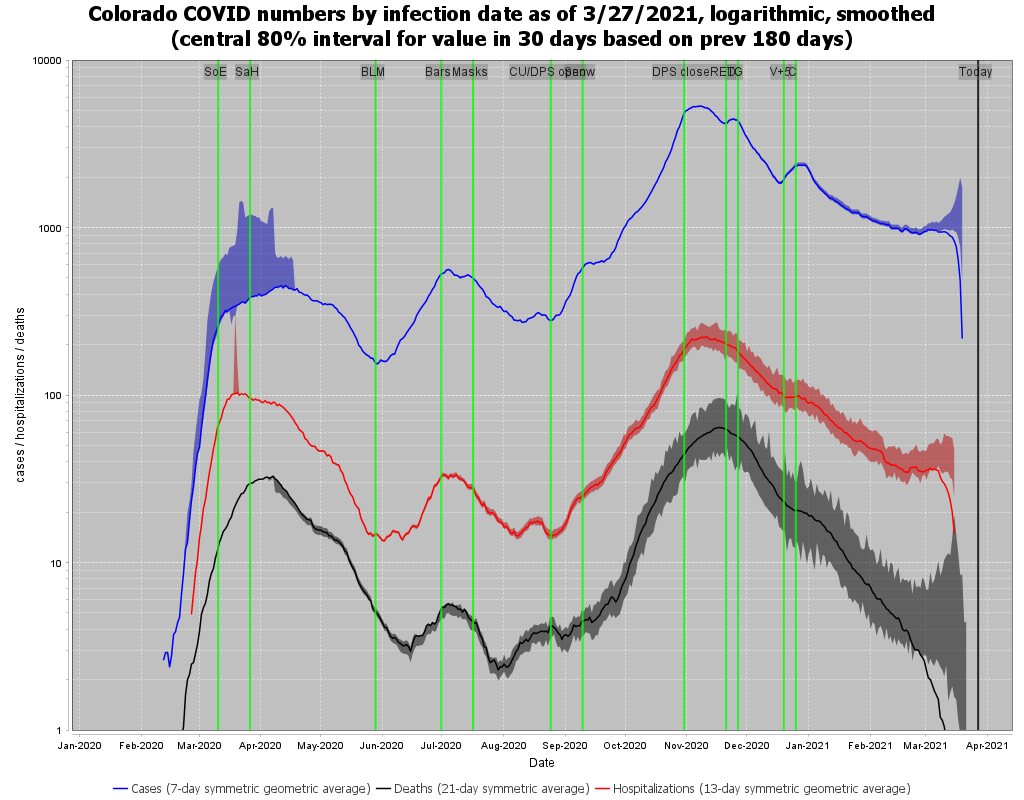 Colorado COVID numbers by infection date as of 3/27/2021, logarithmic, smoothed
(central 80% interval for value in 30 days based on prev 180 days)
10000
SoE SaH BLM Bars Masks CU/DPS open DPS close RED V+5 C Today
1000
100
10
1
cases / hospitalizations / deaths
Jan-2020 Feb-2020 Mar-2020 Apr-2020 May-2020 Jun-2020 Jul-2020 Aug-2020 Sep-2020 Oct-2020 Nov-2020 Dec-2020 Jan-2021 Feb-2021 Mar-2021 Apr-2021
Date
Cases (7-day symmetric geometric average) Deaths (21-day symmetric geometric average) Hospitalizations (13-day symmetric geometric average)